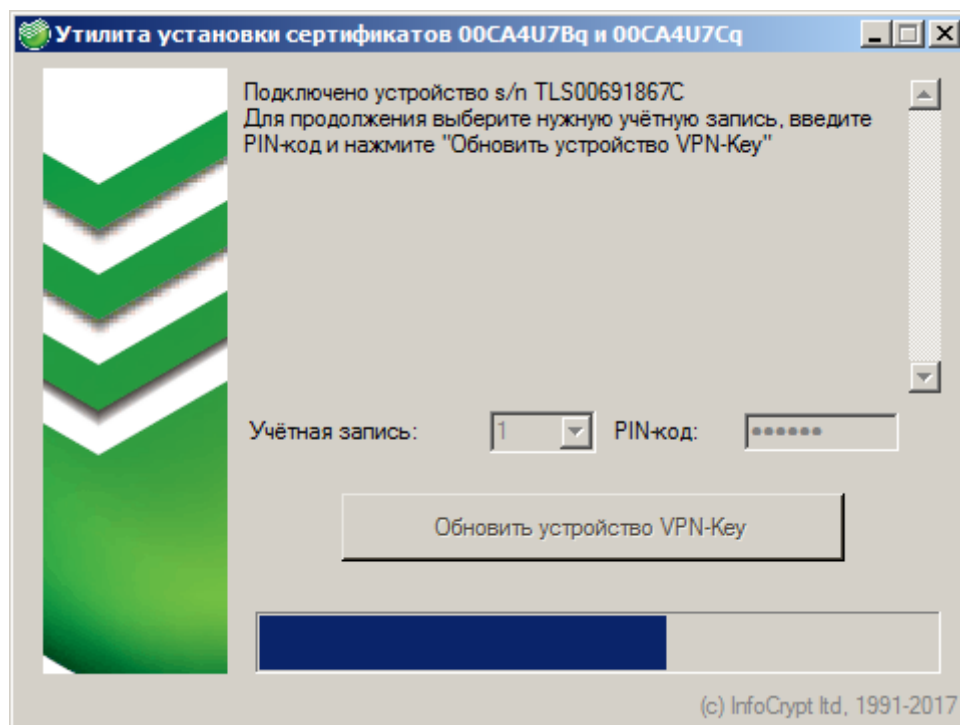 Утилита установки сертификатов 00CA4U7Bq и 00CA4U7Cq
Подключено устройство s/n TLS00691867C
Для продолжения выберите нужную учётную запись, введите
PIN-код и нажмите "Обновить устройство VPN-Key"
Учётная запись: 1 PIN-код: ●●●●●●
Обновить устройство VPN-Key
(c) InfoCrypt ltd, 1991-2017